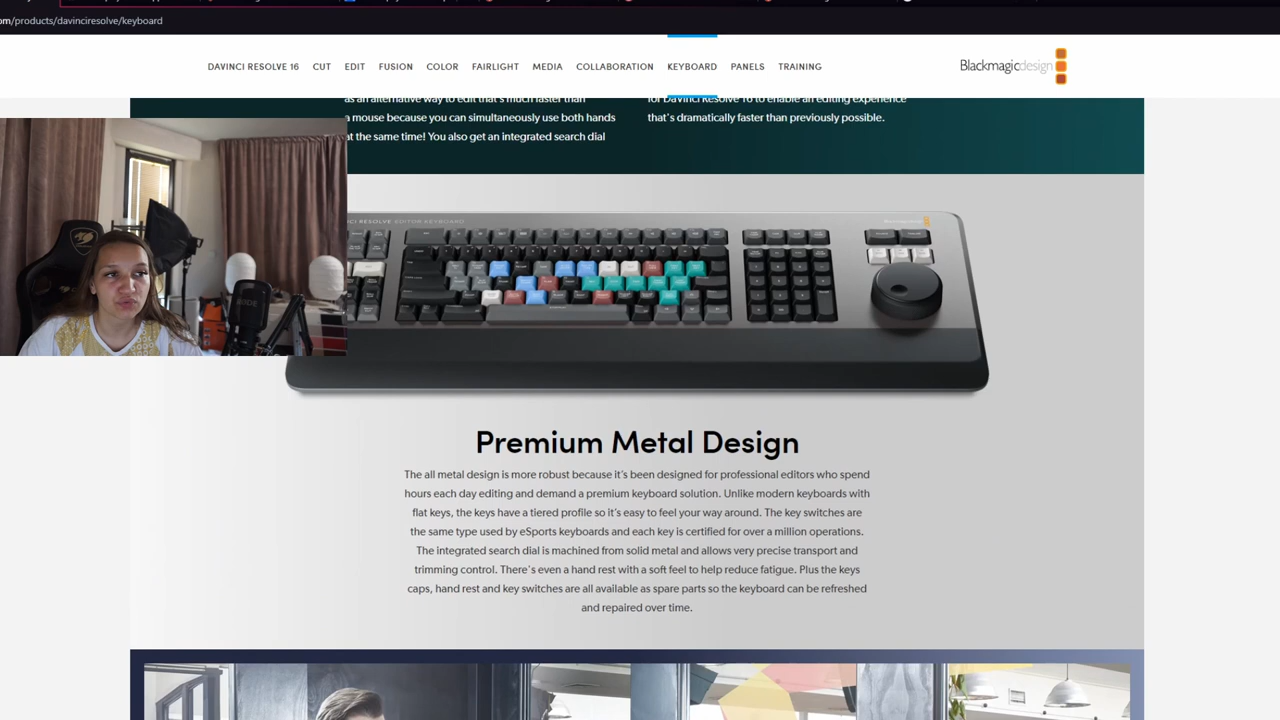 om/products/davinciresolve/keyboard
DAVINCI RESOLVE 16 CUT EDIT FUSION COLOR FAIRLIGHT MEDIA COLLABORATION KEYBOARD PANELS TRAINING
Blackmagicdesign
as an alternative way to edit that's much faster than
a mouse because you can simultaneously use both hands
at the same time! You also get an integrated search dial
for DaVinci Resolve 16 to enable an editing experience
that's dramatically faster than previously possible.
RESOLVE EDITOR KEYBOARD
RODE
Premium Metal Design
The all metal design is more robust because it's been designed for professional editors who spend
hours each day editing and demand a premium keyboard solution. Unlike modern keyboards with
flat keys, the keys have a tiered profile so it's easy to feel your way around. The key switches are
the same type used by eSports keyboards and each key is certified for over a million operations.
The integrated search dial is machined from solid metal and allows very precise transport and
trimming control. There's even a hand rest with a soft feel to help reduce fatigue. Plus the keys
caps, hand rest and key switches are all available as spare parts so the keyboard can be refreshed
and repaired over time.